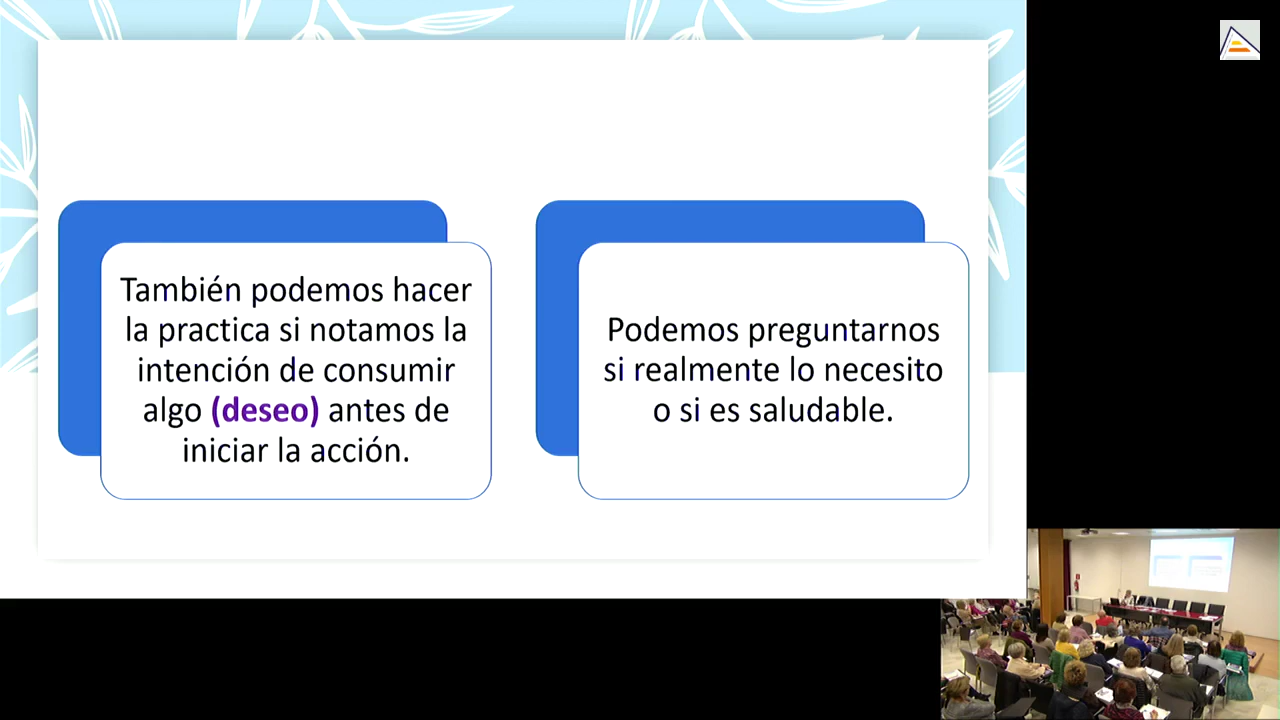 También podemos hacer
la practica si notamos la
intención de consumir
algo (deseo) antes de
iniciar la acción.
Podemos preguntarnos
si realmente lo necesito
o si es saludable.